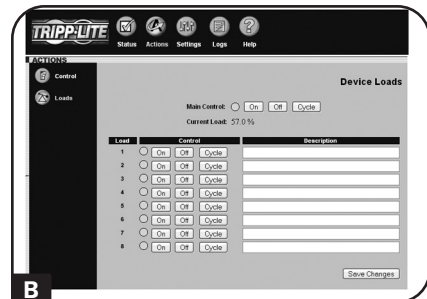 TRIPP·LITE
Status Actions Settings Logs Help
ACTIONS
Control
Loads
Device Loads
Main Control: On Off Cycle
Current Load: 57.0 %
Load Control Description
1 On Off Cycle
2 On Off Cycle
3 On Off Cycle
4 On Off Cycle
5 On Off Cycle
6 On Off Cycle
7 On Off Cycle
8 On Off Cycle
Save Changes
B